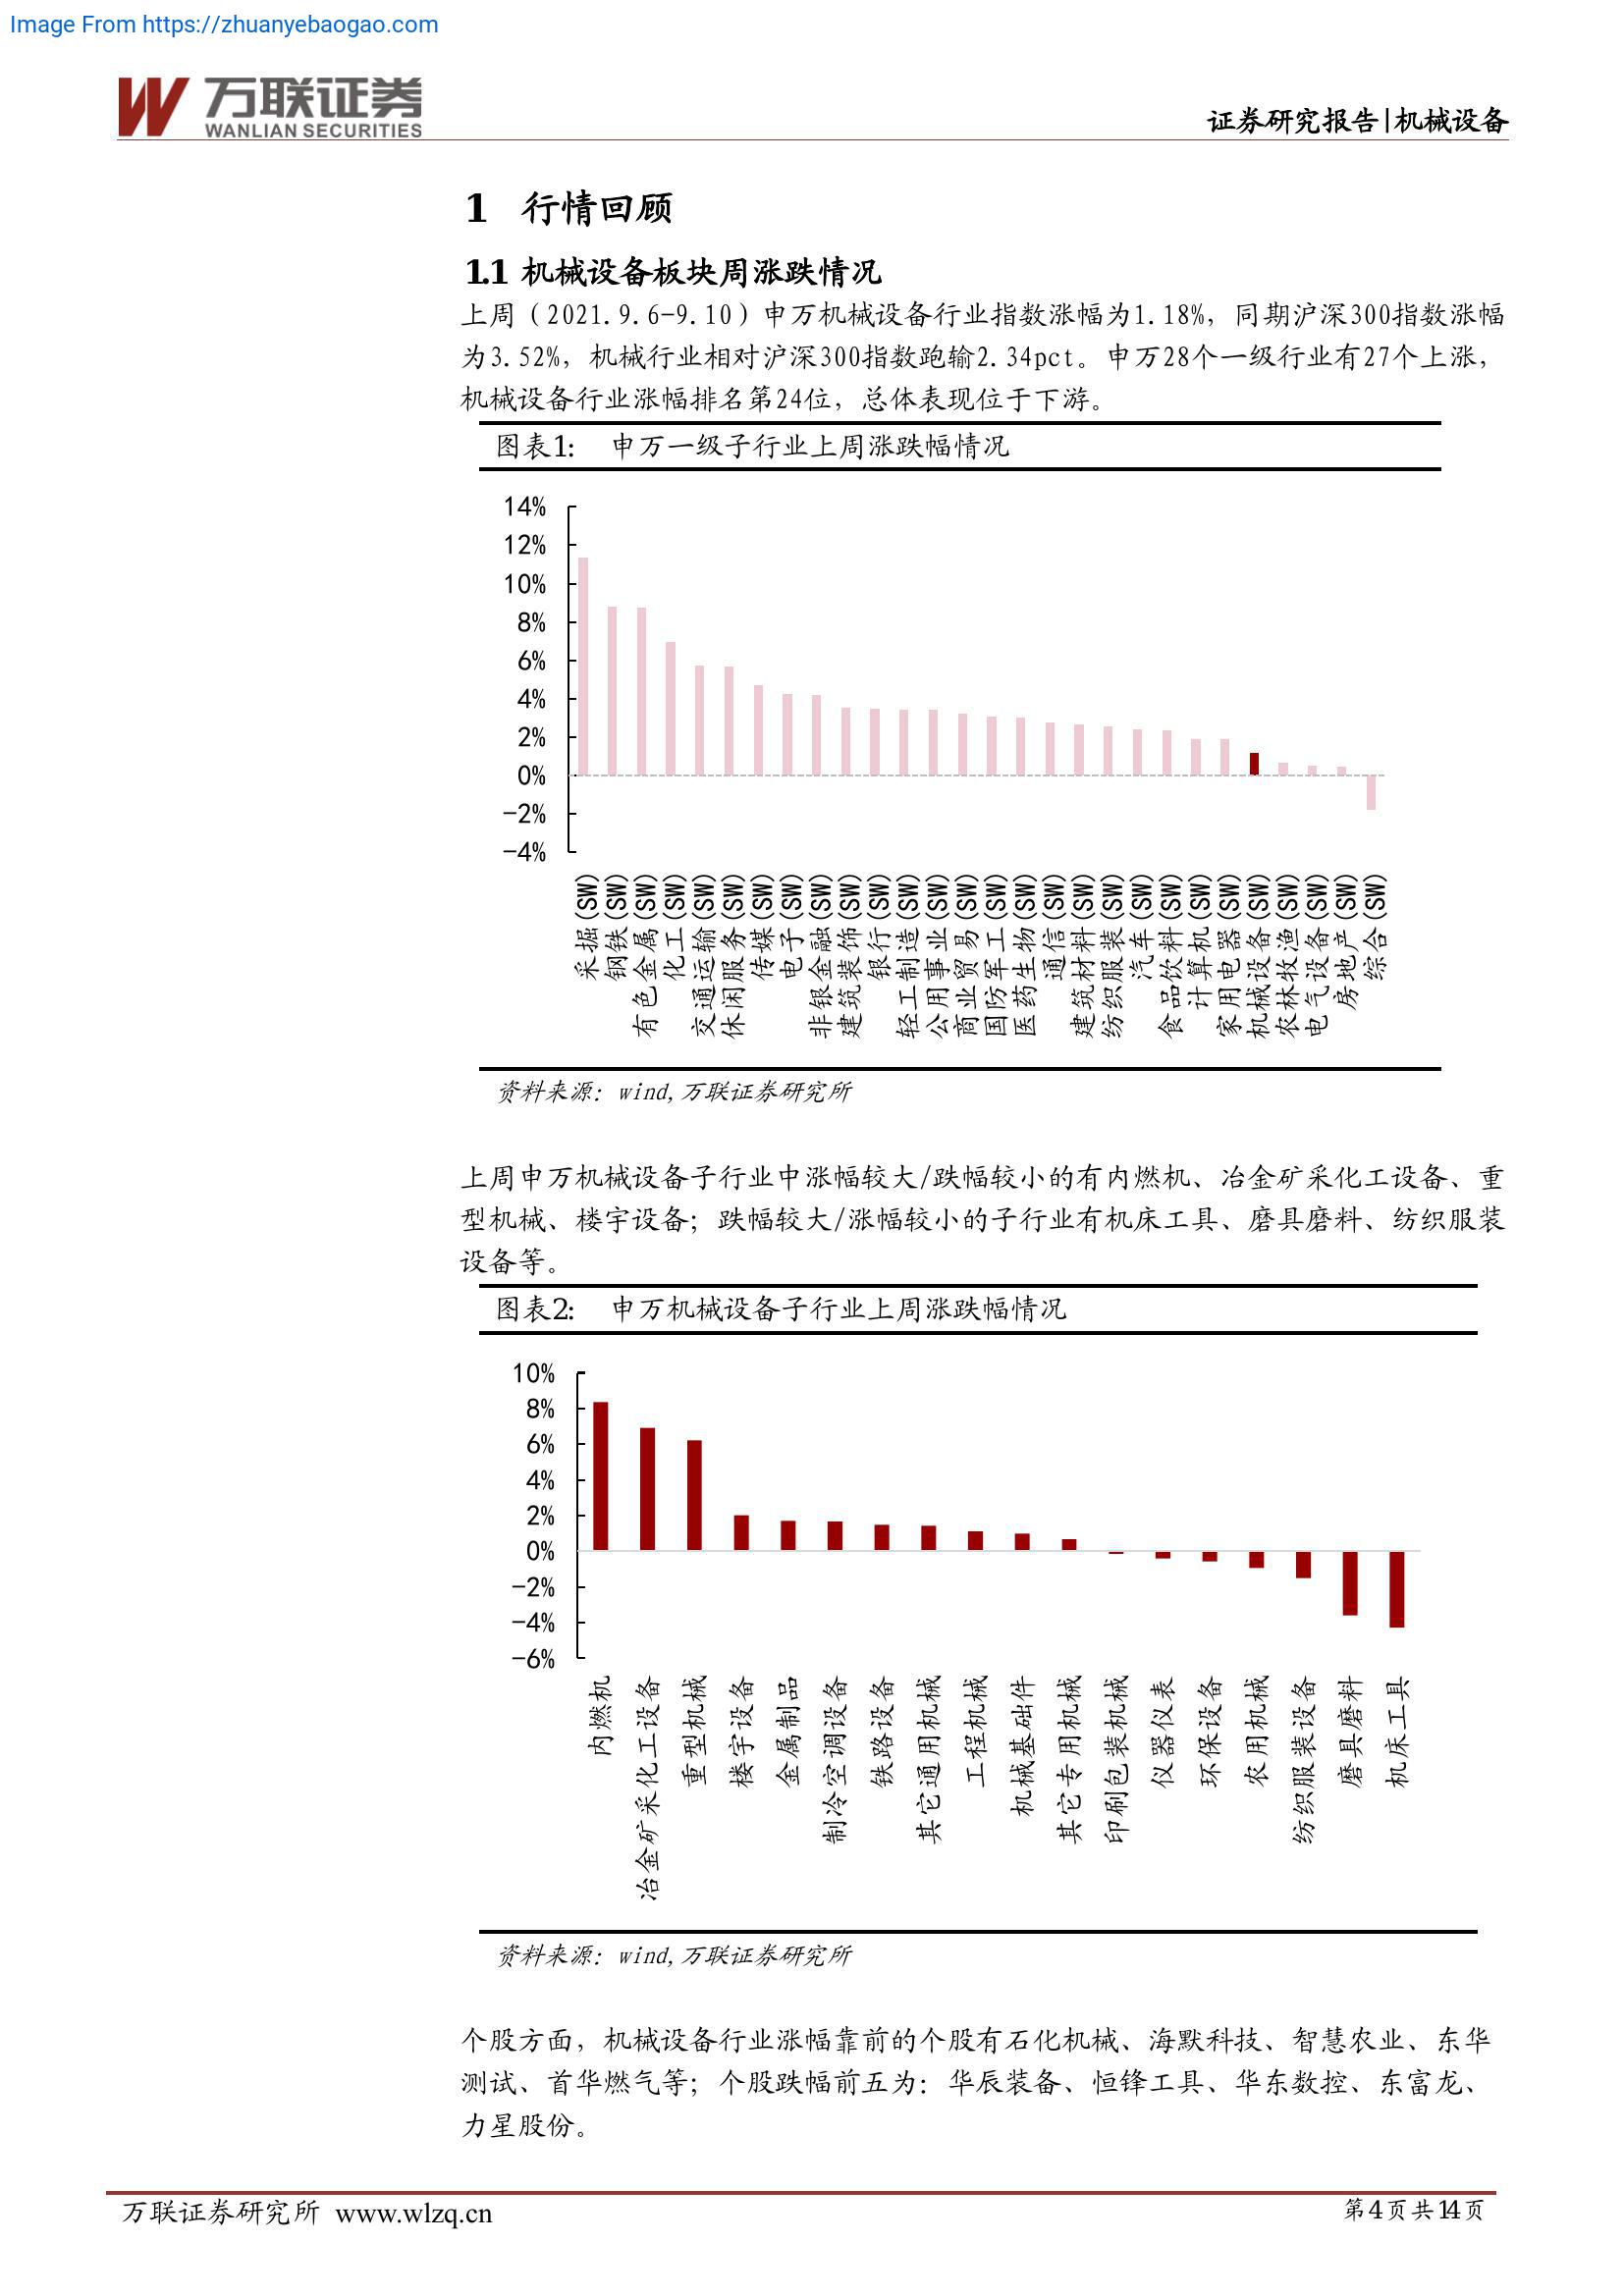 Image From https://zhuanyebaogao.com
万联证券
WANLIAN SECURITIES
证券研究报告|机械设备
1 行情回顾
1.1 机械设备板块周涨跌情况
上周（2021.9.6-9.10）申万机械设备行业指数涨幅为1.18%，同期沪深300指数涨幅
为3.52%，机械行业相对沪深300指数跑输2.34pct。申万28个一级行业有27个上涨，
机械设备行业涨幅排名第24位，总体表现位于下游。
图表1： 申万一级子行业上周涨跌幅情况
14%
12%
10%
8%
6%
4%
2%
0%
-2%
-4%
采掘(SW)
钢铁(SW)
有色金属(SW)
化工(SW)
交通运输(SW)
休闲服务(SW)
传媒(SW)
电子(SW)
非银金融(SW)
建筑装饰(SW)
银行(SW)
轻工制造(SW)
公用事业(SW)
商业贸易(SW)
国防军工(SW)
医药生物(SW)
通信(SW)
建筑材料(SW)
纺织服装(SW)
汽车(SW)
食品饮料(SW)
计算机(SW)
家用电器(SW)
机械设备(SW)
农林牧渔(SW)
电气设备(SW)
房地产(SW)
综合(SW)
资料来源：wind,万联证券研究所
上周申万机械设备子行业中涨幅较大/跌幅较小的有内燃机、冶金矿采化工设备、重
型机械、楼宇设备；跌幅较大/涨幅较小的子行业有机床工具、磨具磨料、纺织服装
设备等。
图表2： 申万机械设备子行业上周涨跌幅情况
10%
8%
6%
4%
2%
0%
-2%
-4%
-6%
内燃机
冶金矿采化工设备
重型机械
楼宇设备
金属制品
制冷空调设备
铁路设备
其它通用机械
工程机械
机械基础件
其它专用机械
印刷包装机械
仪器仪表
环保设备
农用机械
纺织服装设备
磨具磨料
机床工具
资料来源：wind,万联证券研究所
个股方面，机械设备行业涨幅靠前的个股有石化机械、海默科技、智慧农业、东华
测试、首华燃气等；个股跌幅前五为：华辰装备、恒锋工具、华东数控、东富龙、
力星股份。
万联证券研究所 www.wlzq.cn
第4页共14页